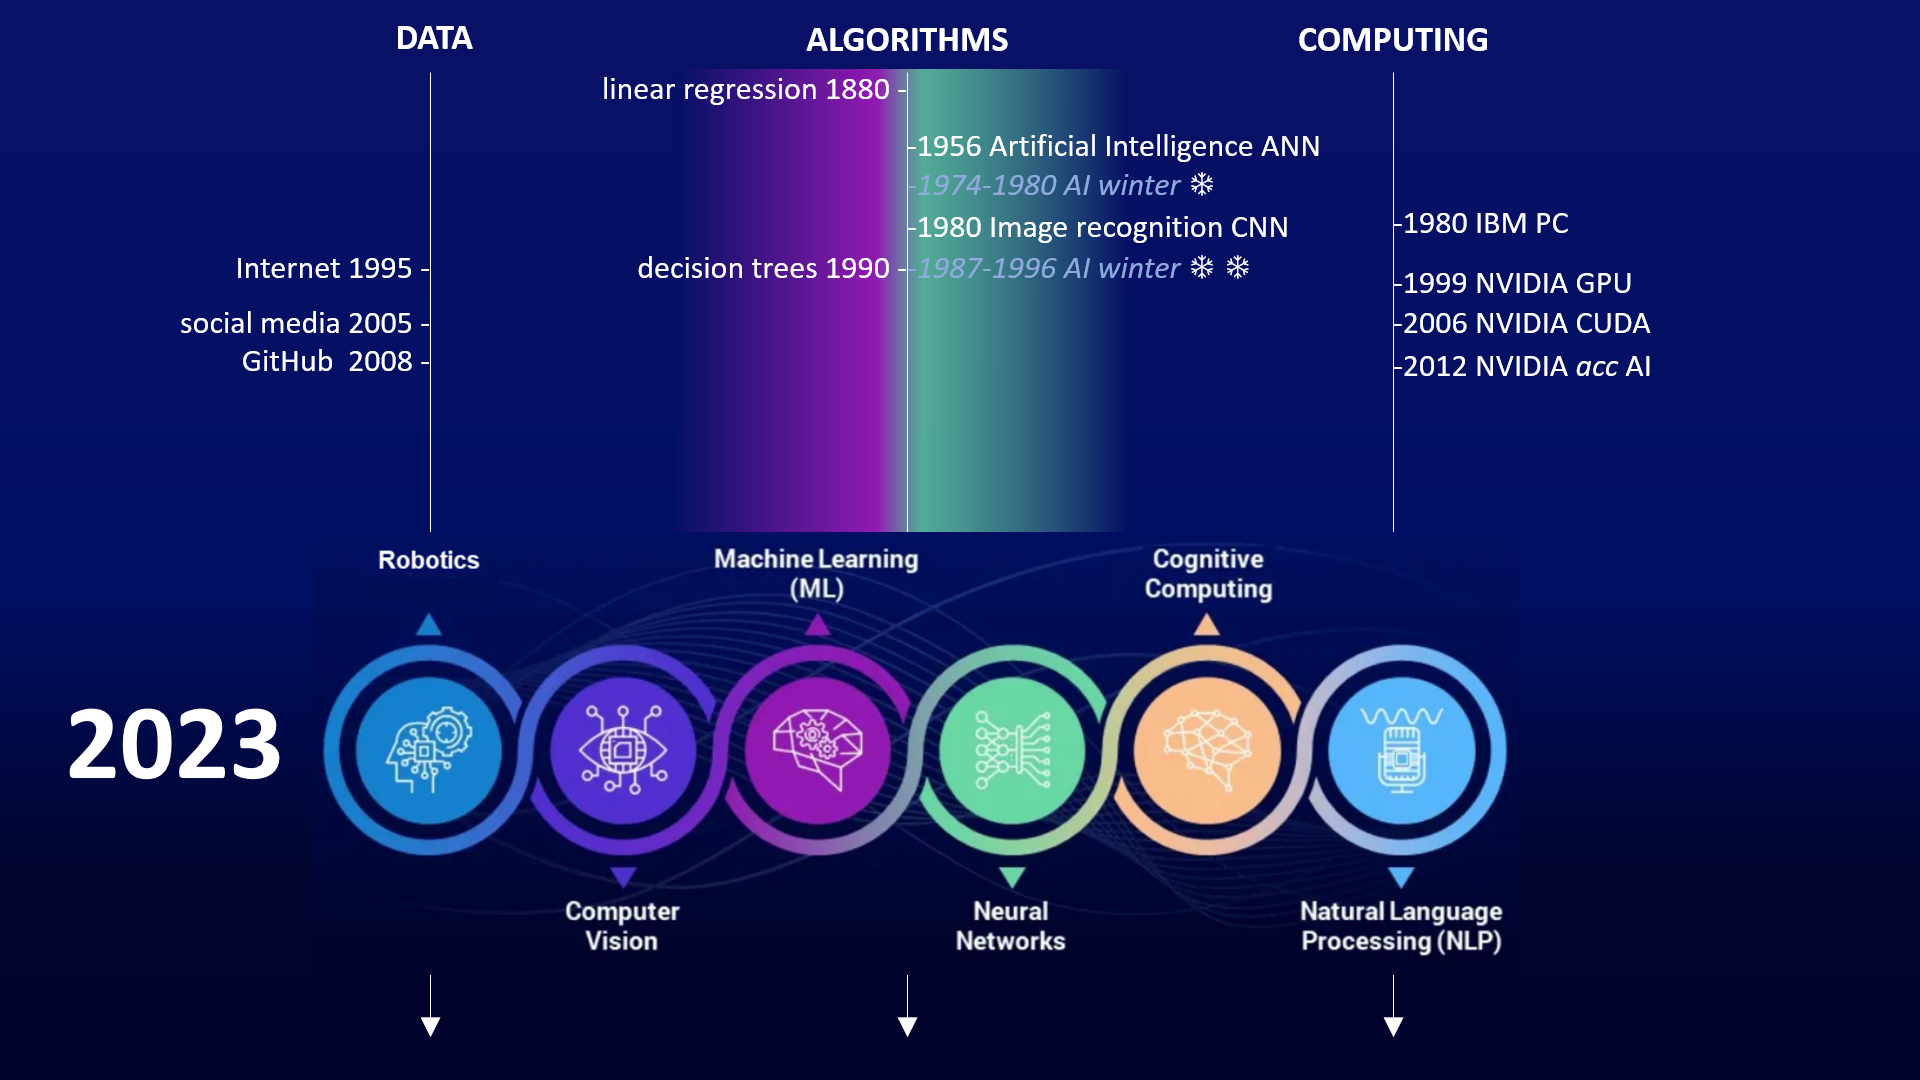 DATA
ALGORITHMS
COMPUTING
linear regression 1880 -
-1956 Artificial Intelligence ANN
-1974-1980 AI winter ❄
-1980 Image recognition CNN
-1980 IBM PC
Internet 1995 -
decision trees 1990 -
-1987-1996 AI winter ❄ ❄
-1999 NVIDIA GPU
social media 2005 -
-2006 NVIDIA CUDA
GitHub  2008 -
-2012 NVIDIA acc AI
Robotics
Machine Learning
(ML)
Cognitive
Computing
2023
Computer
Vision
Neural
Networks
Natural Language
Processing (NLP)